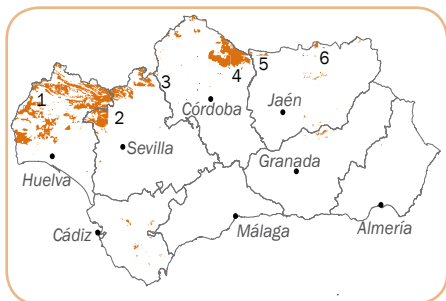 6
5
3
4
1
Córdoba
Jaén
2
Sevilla
Granada
Huelva
Cádiz
Málaga
Almería